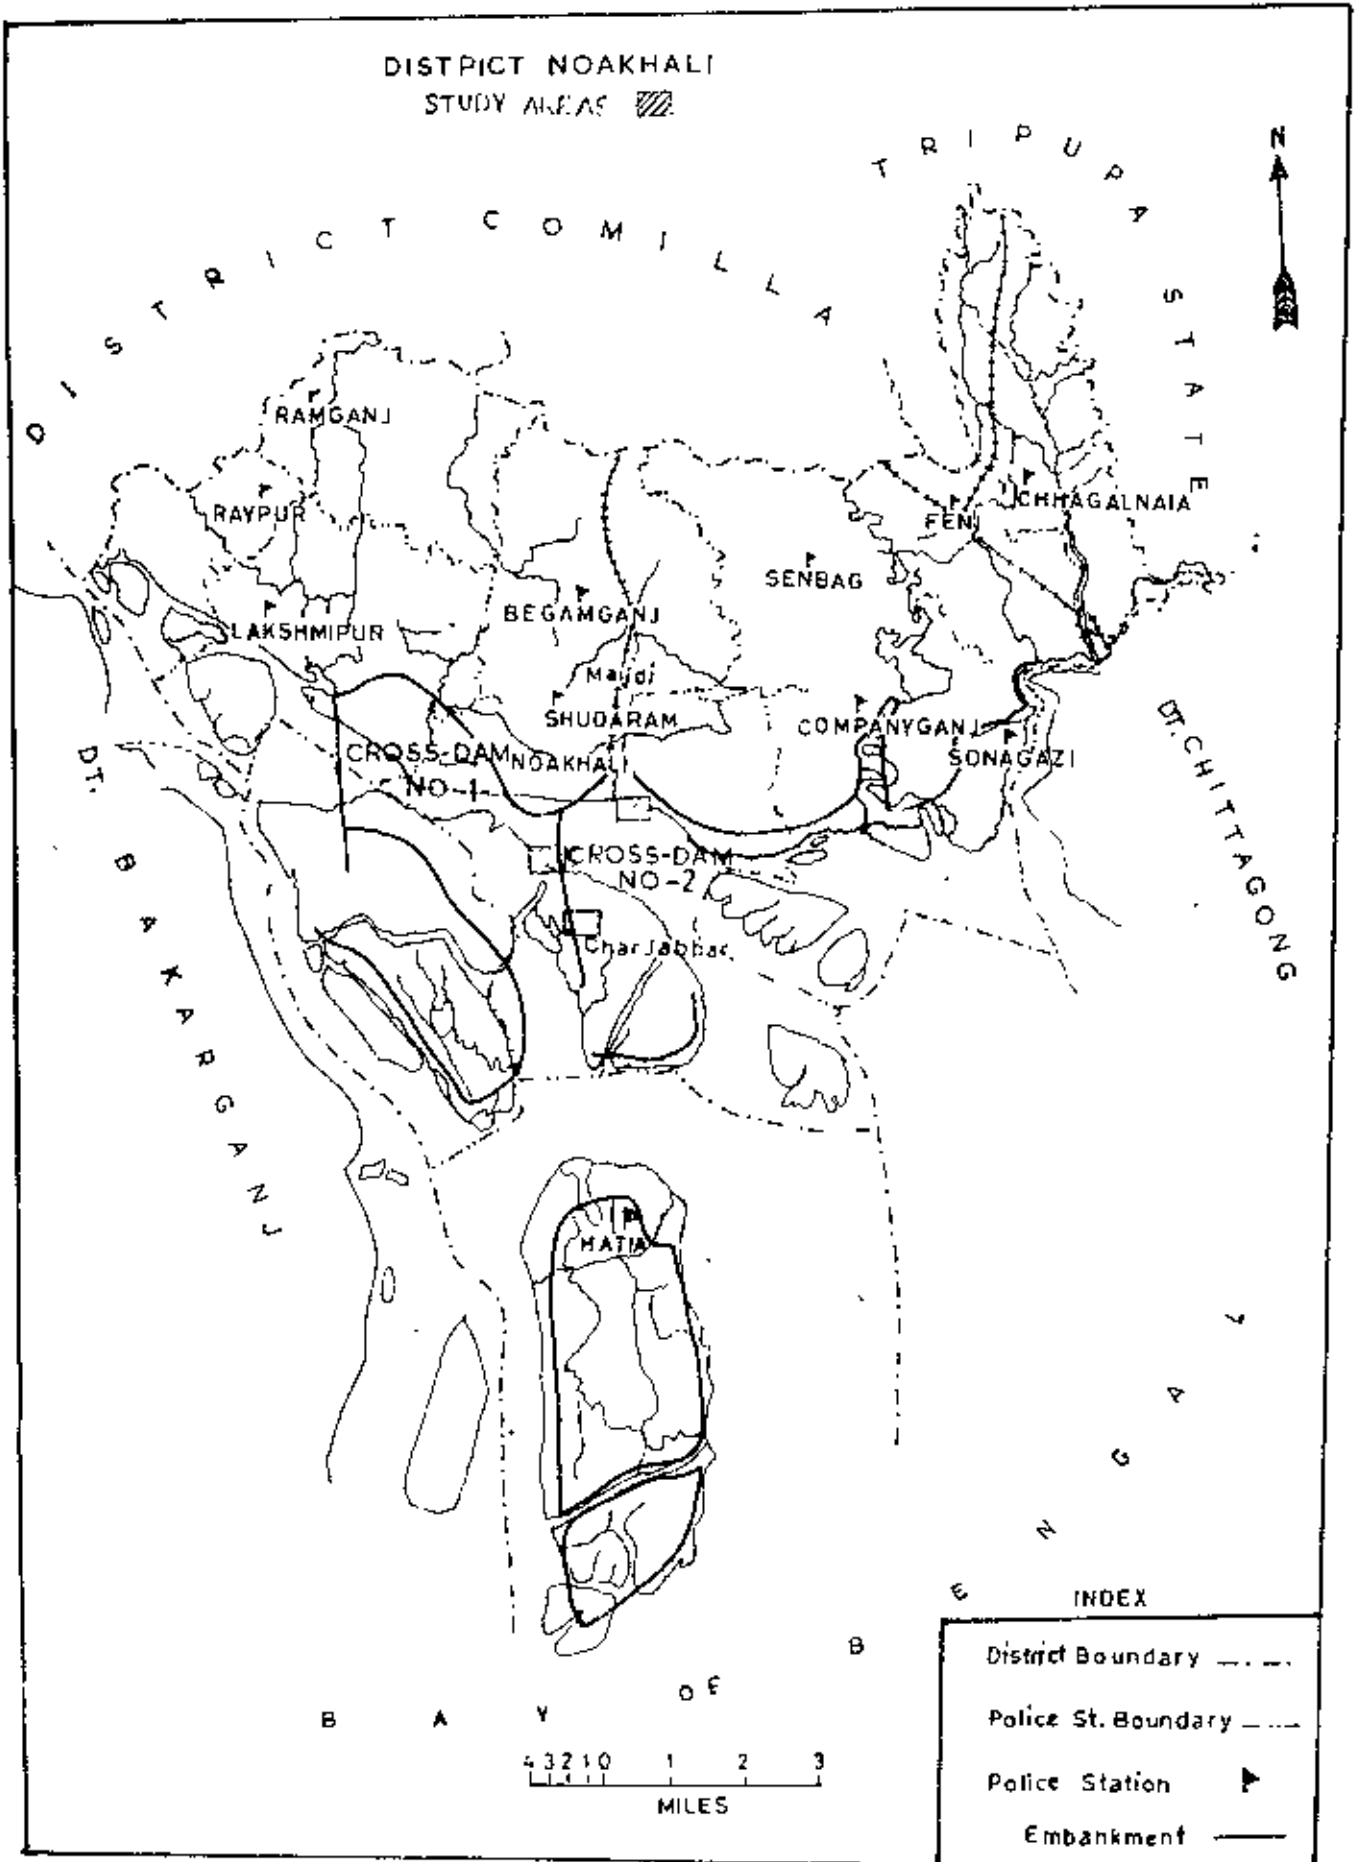 DISTRICT NOAKHALI
STUDY AREAS
N
TRIPURA STATE
DISTRICT COMILLA
RAMGANJ
RAYPUR
CHHAGALNAIA
FENI
SENBAG
BEGAMGANJ
LAKSHMIPUR
Maijdi
SHUDARAM
COMPANYGANJ
SONAGAZI
CROSS-DAM
NO-1
NOAKHALI
DT. CHITTAGONG
DT. BAKARGANJ
CROSS-DAM
NO-2
Char Jabbar
HATIA
BAY OF BENGAL
4 3 2 1 0 1 2 3
MILES
INDEX
District Boundary
Police St. Boundary
Police Station
Embankment